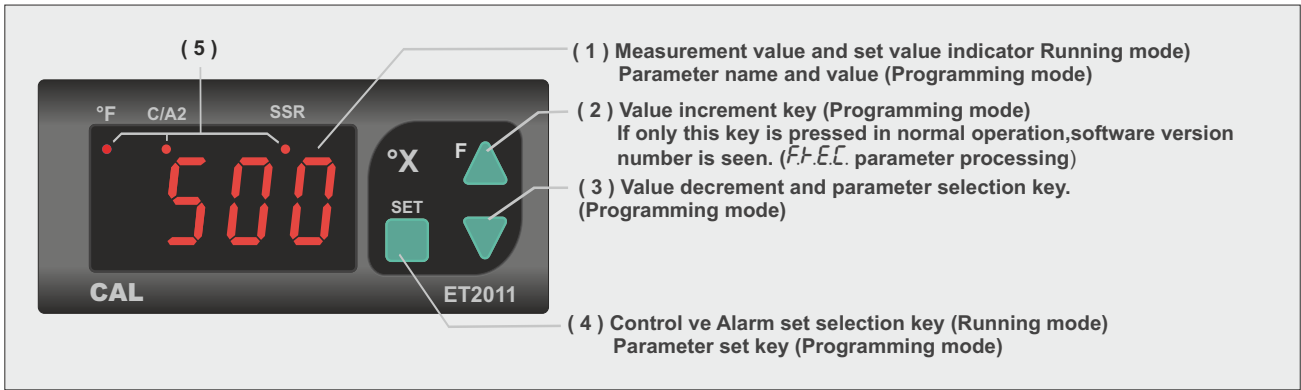 ( 5 )
( 1 ) Measurement value and set value indicator Running mode)
Parameter name and value (Programming mode)
( 2 ) Value increment key (Programming mode)
If only this key is pressed in normal operation,software version
number is seen. (F.t.E.C. parameter processing)
( 3 ) Value decrement and parameter selection key.
(Programming mode)
( 4 ) Control ve Alarm set selection key (Running mode)
Parameter set key (Programming mode)
°F C/A2 SSR
500
°X F
SET
CAL ET2011